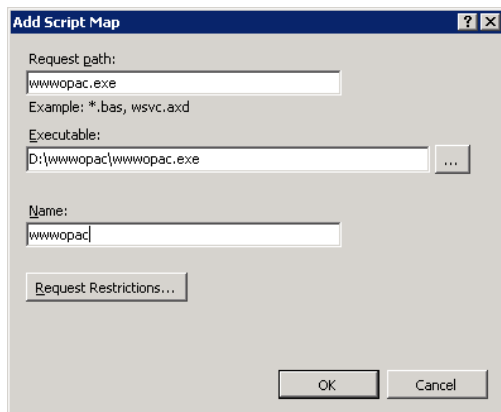 Add Script Map
Request path:
wwwopac.exe
Example: *.bas, wsvc.axd
Executable:
D:\wwwopac\wwwopac.exe
...
Name:
wwwopac
Request Restrictions...
OK Cancel